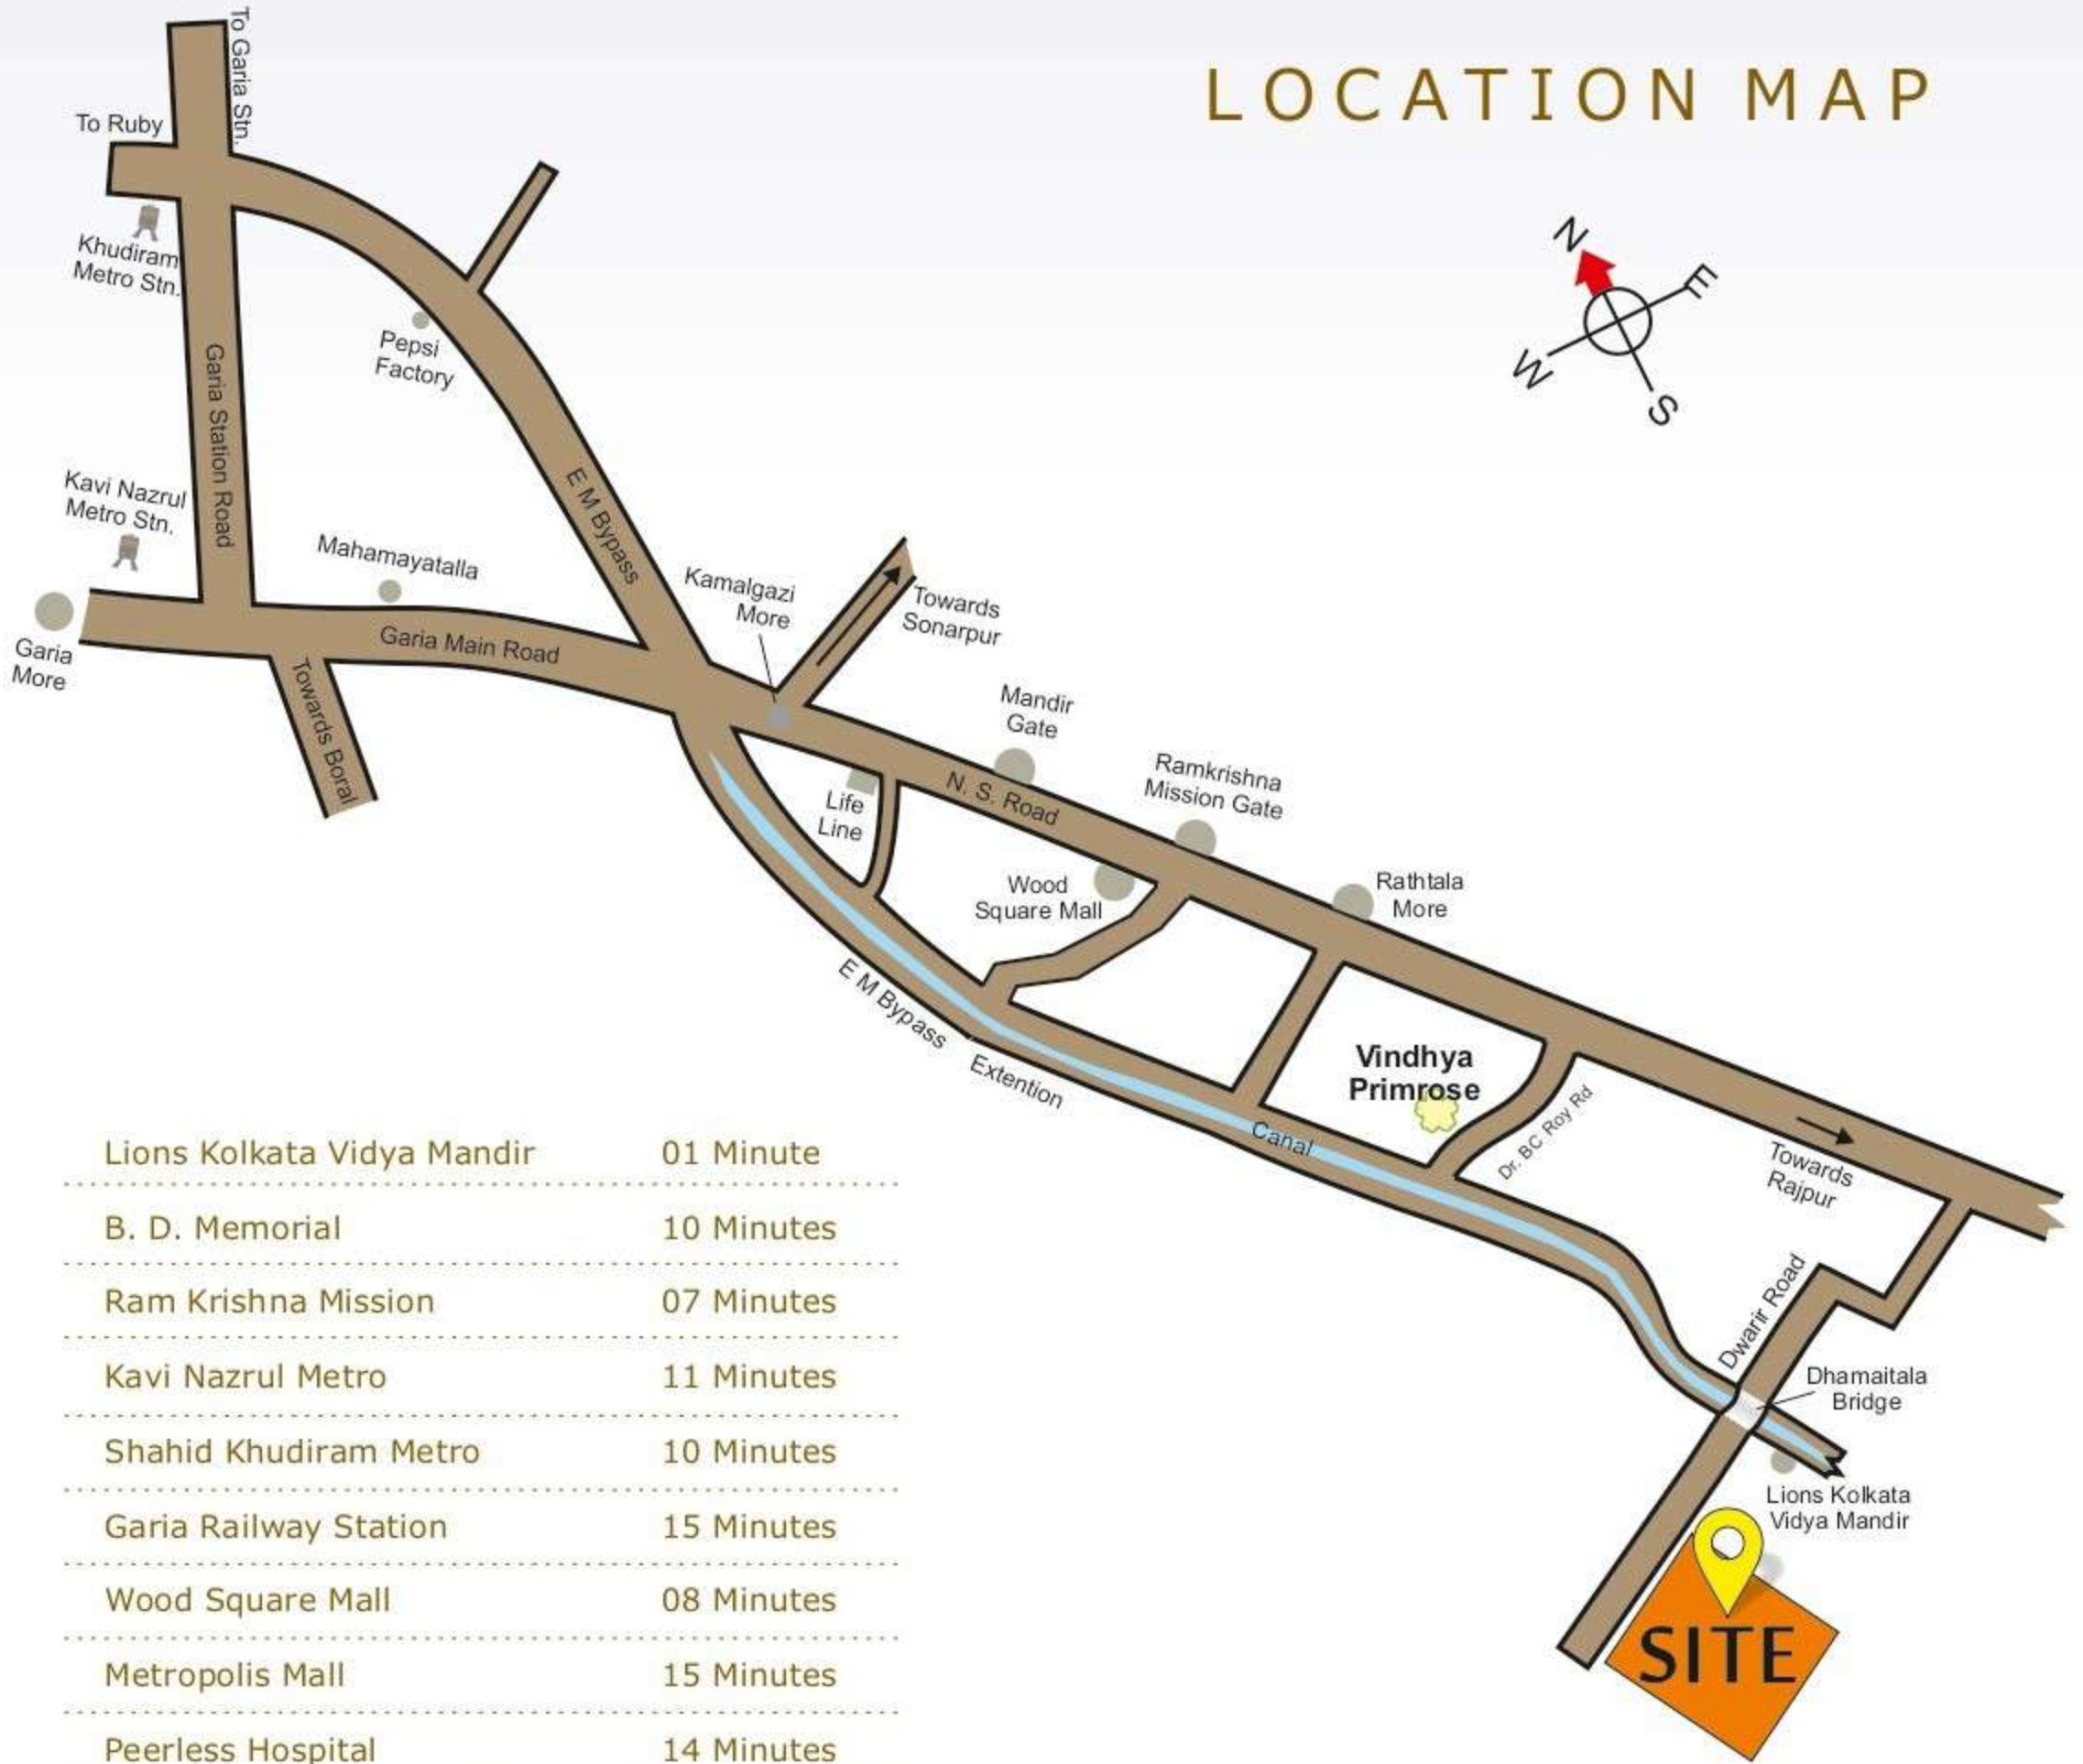 LOCATION MAP
To Garia Stn.
To Ruby
Khudiram
Metro Stn.
Pepsi
Factory
Garia Station Road
Kavi Nazrul
Metro Stn.
Mahamayatalla
E M Bypass
Garia
More
Garia Main Road
Towards Boral
Kamalgazi
More
Towards
Sonarpur
N
E
W
S
Mandir
Gate
N. S. Road
Life
Line
Ramkrishna
Mission Gate
Wood
Square Mall
Rathtala
More
E M Bypass
Extention
Vindhya
Primrose
Canal
Dr. BC Roy Rd
Towards
Rajpur
Dwarir Road
Dhamaitala
Bridge
Lions Kolkata
Vidya Mandir
SITE
Lions Kolkata Vidya Mandir 01 Minute
B. D. Memorial 10 Minutes
Ram Krishna Mission 07 Minutes
Kavi Nazrul Metro 11 Minutes
Shahid Khudiram Metro 10 Minutes
Garia Railway Station 15 Minutes
Wood Square Mall 08 Minutes
Metropolis Mall 15 Minutes
Peerless Hospital 14 Minutes